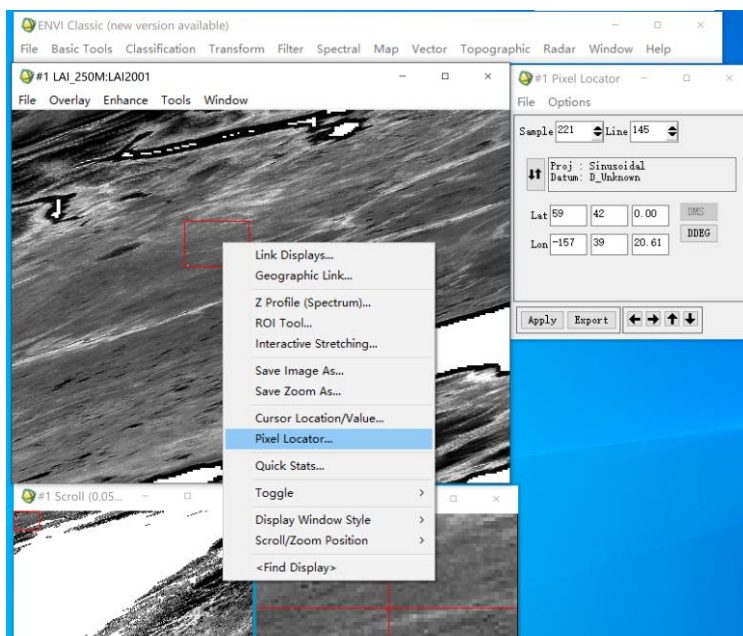 ENVI Classic (new version available)
File Basic Tools Classification Transform Filter Spectral Map Vector Topographic Radar Window Help
#1 LAI_250M:LAI2001
File Overlay Enhance Tools Window
Link Displays...
Geographic Link...
Z Profile (Spectrum)...
ROI Tool...
Interactive Stretching...
Save Image As...
Save Zoom As...
Cursor Location/Value...
Pixel Locator...
Quick Stats...
Toggle
Display Window Style
Scroll/Zoom Position
<Find Display>
#1 Scroll (0.05...
#1 Pixel Locator
File Options
Sample 221 Line 145
Proj : Sinusoidal
Datum: D_Unknown
Lat 59 42 0.00 DMS
Lon -157 39 20.61 DDEG
Apply Export